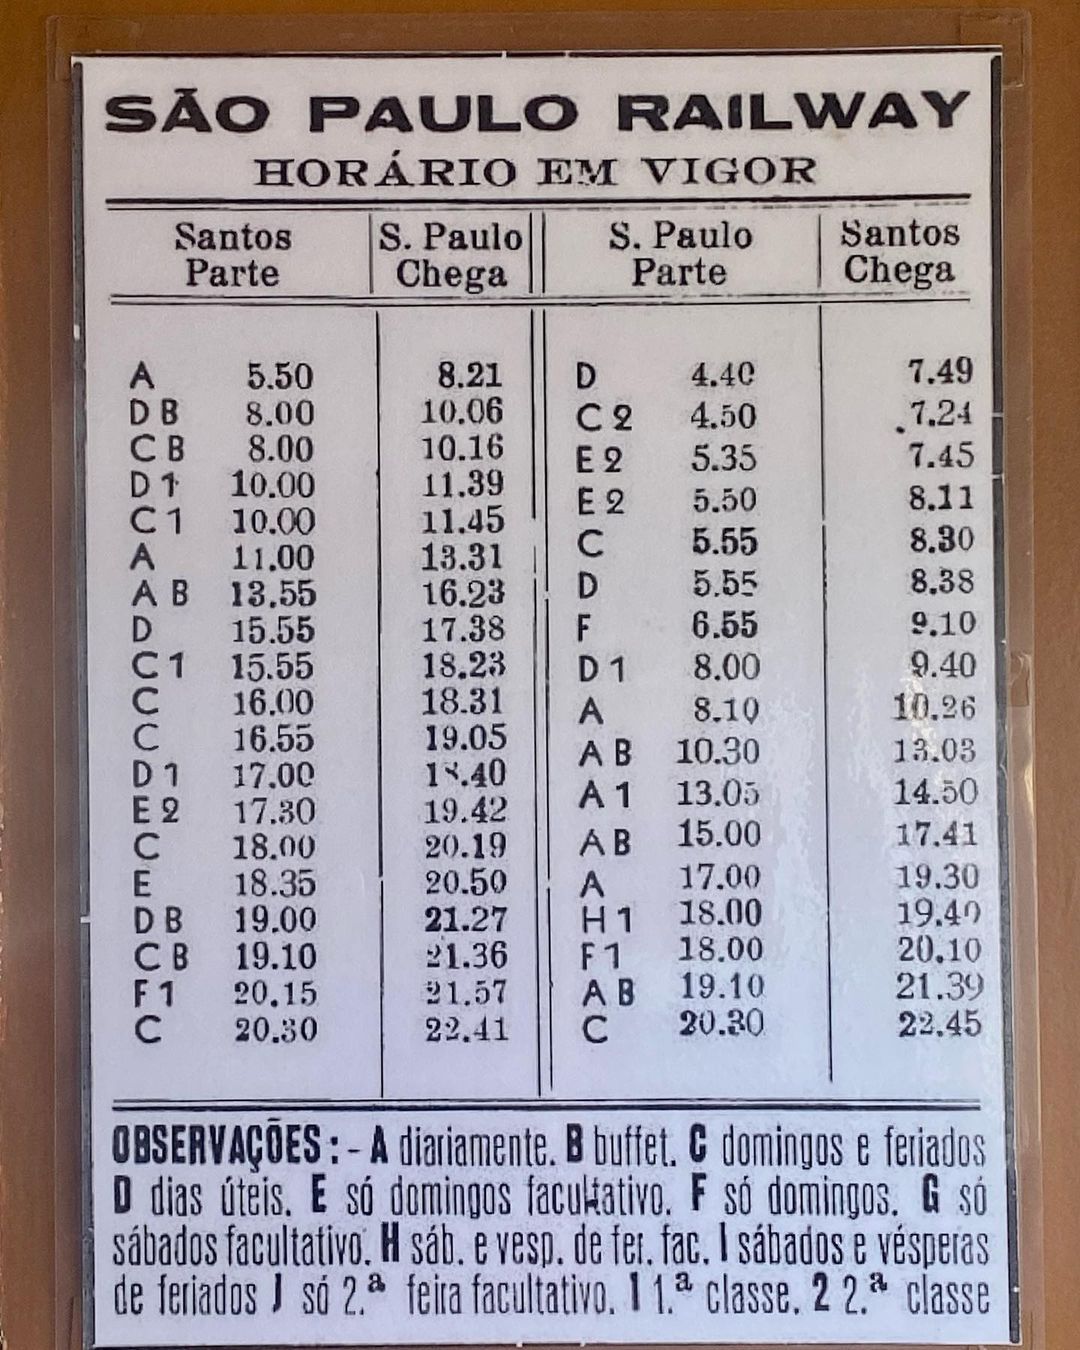 SÃO PAULO RAILWAY
HORÁRIO EM VIGOR
Santos Parte S. Paulo Chega S. Paulo Parte Santos Chega
A 5.50 8.21 D 4.40 7.49
D B 8.00 10.06 C 2 4.50 7.24
C B 8.00 10.16 E 2 5.35 7.45
D 1 10.00 11.39 E 2 5.50 8.11
C 1 10.00 11.45 C 5.55 8.30
A 11.00 13.31 D 5.55 8.38
A B 13.55 16.23 F 6.55 9.10
D 15.55 17.38 D 1 8.00 9.40
C 1 15.55 18.23 A 8.10 10.26
C 16.00 18.31 A B 10.30 13.03
C 16.55 19.05 A 1 13.05 14.50
D 1 17.00 18.40 A B 15.00 17.41
E 2 17.30 19.42 A 17.00 19.30
C 18.00 20.19 H 1 18.00 19.40
E 18.35 20.50 F 1 18.00 20.10
D B 19.00 21.27 A B 19.10 21.39
C B 19.10 21.36 C 20.30 22.45
F 1 20.15 21.57
C 20.30 22.41
OBSERVAÇÕES : - A diariamente. B buffet. C domingos e feriados
D dias úteis. E só domingos facultativo. F só domingos. G só
sábados facultativo. H sáb. e vesp. de fer. fac. I sábados e vésperas
de feriados J só 2.ª feira facultativo. 1 1.ª classe. 2 2.ª classe